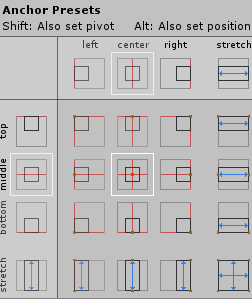 Anchor Presets
Shift: Also set pivot Alt: Also set position
left center right stretch
top
middle
bottom
stretch